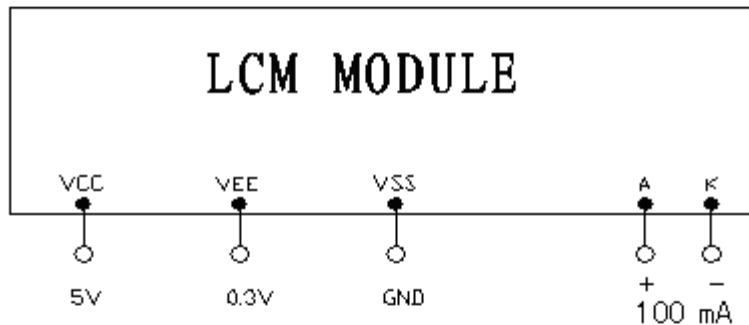 LCM MODULE
VCC VEE VSS A K
5V 0.3V GND + -
100 mA